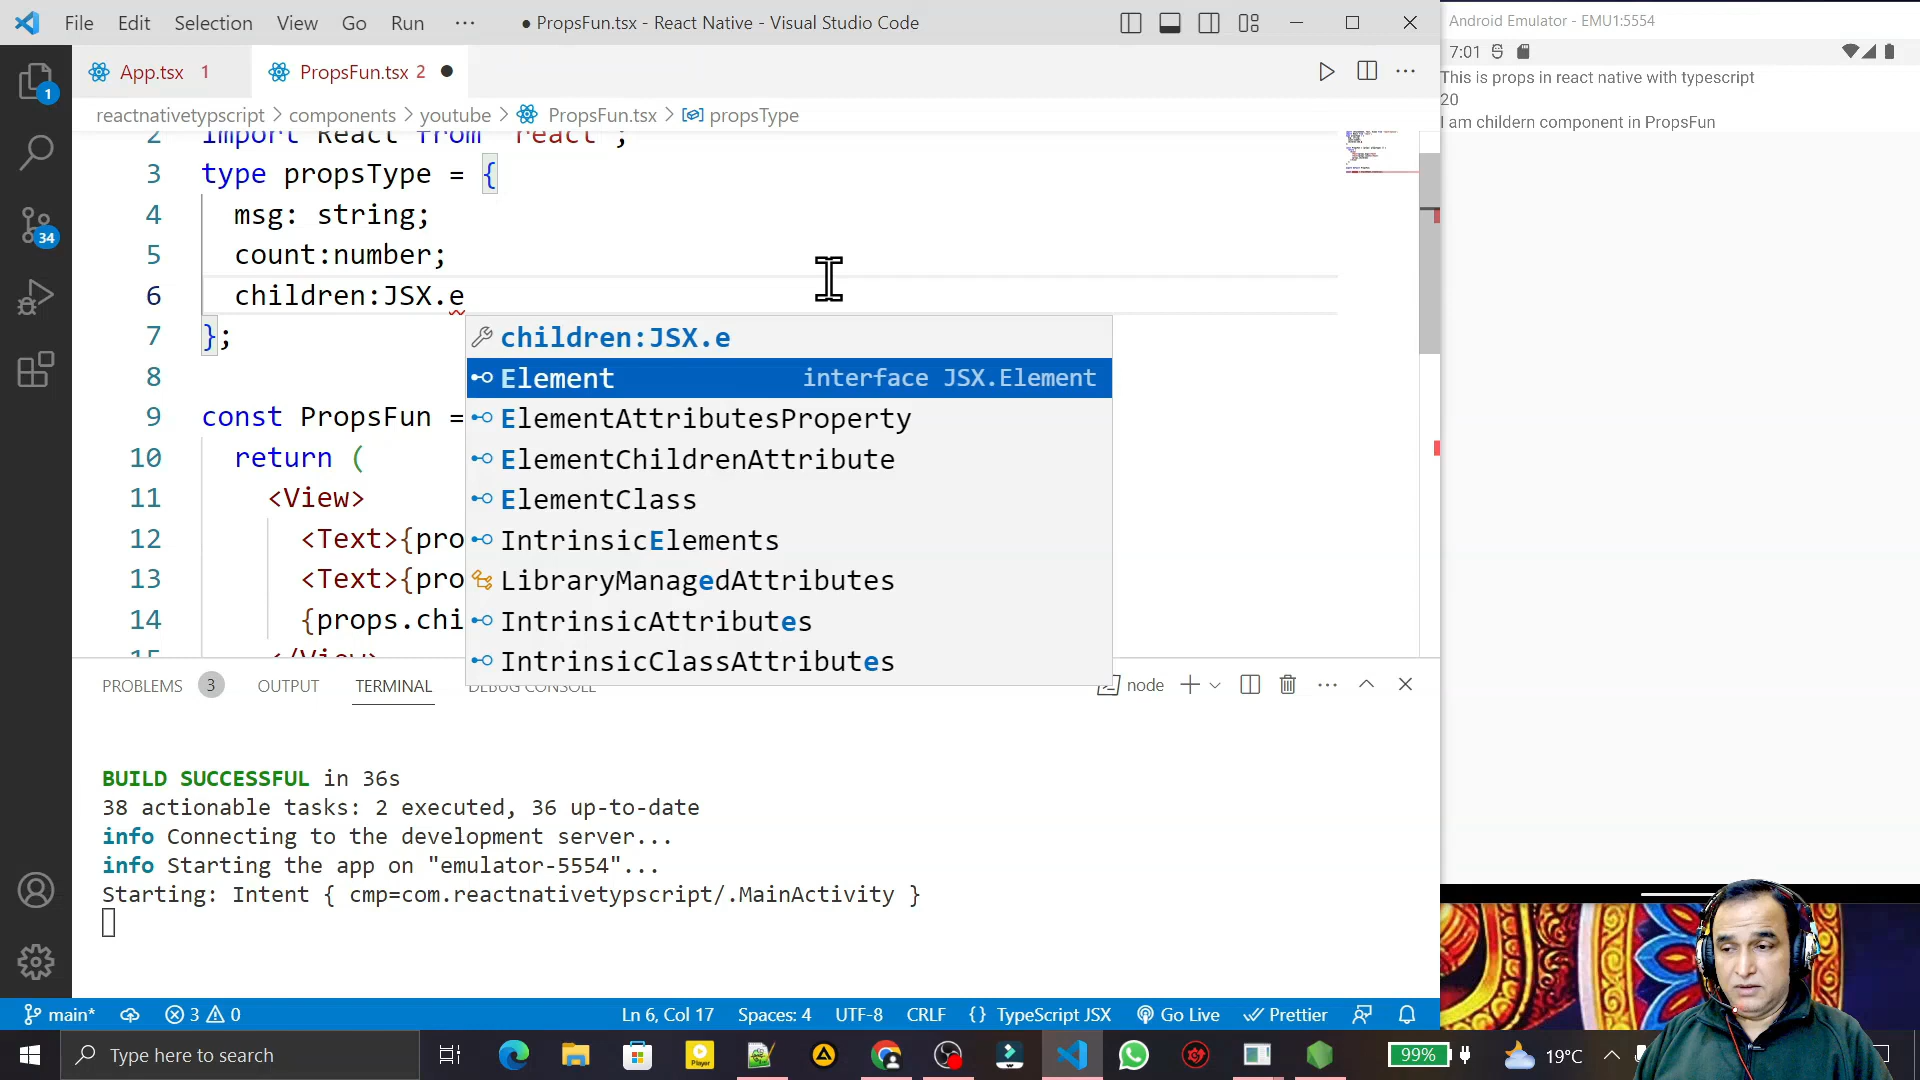 File Edit Selection View Go Run ··· ● PropsFun.tsx - React Native - Visual Studio Code
App.tsx 1 PropsFun.tsx 2 ●
reactnativetypscript > components > youtube > PropsFun.tsx > propsType
2 import React from 'react';
3 type propsType = {
4 msg: string;
5 count:number;
6 children:JSX.e
7 };
8
9 const PropsFun =
10 return (
11 <View>
12 <Text>{pro
13 <Text>{pro
14 {props.chi
15 </View>
children:JSX.e
Element interface JSX.Element
ElementAttributesProperty
ElementChildrenAttribute
ElementClass
IntrinsicElements
LibraryManagedAttributes
IntrinsicAttributes
IntrinsicClassAttributes
1
34
PROBLEMS 3 OUTPUT TERMINAL DEBUG CONSOLE node
BUILD SUCCESSFUL in 36s
38 actionable tasks: 2 executed, 36 up-to-date
info Connecting to the development server...
info Starting the app on "emulator-5554"...
Starting: Intent { cmp=com.reactnativetypscript/.MainActivity }
main* 3 0 Ln 6, Col 17 Spaces: 4 UTF-8 CRLF {} TypeScript JSX Go Live Prettier
Type here to search Player 99% 19°C
Android Emulator - EMU1:5554
7:01
This is props in react native with typescript
20
I am childern component in PropsFun